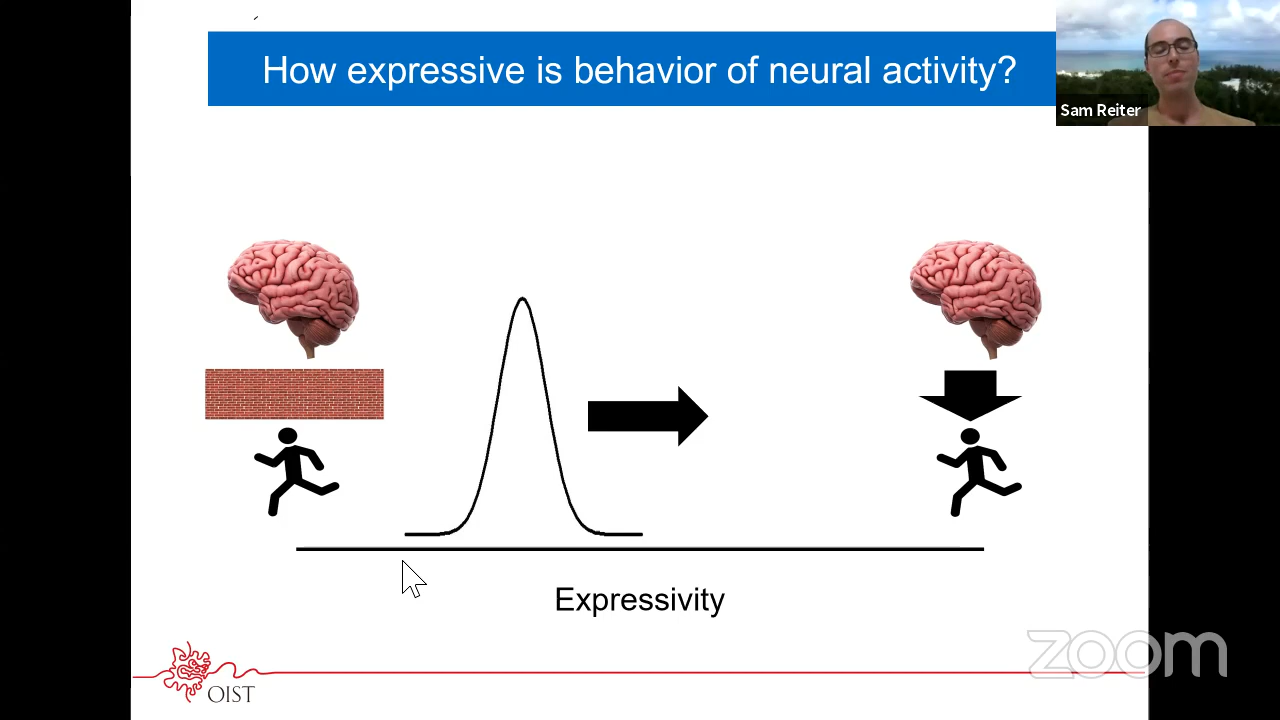 How expressive is behavior of neural activity?
Sam Reiter
Expressivity
OIST
zoom